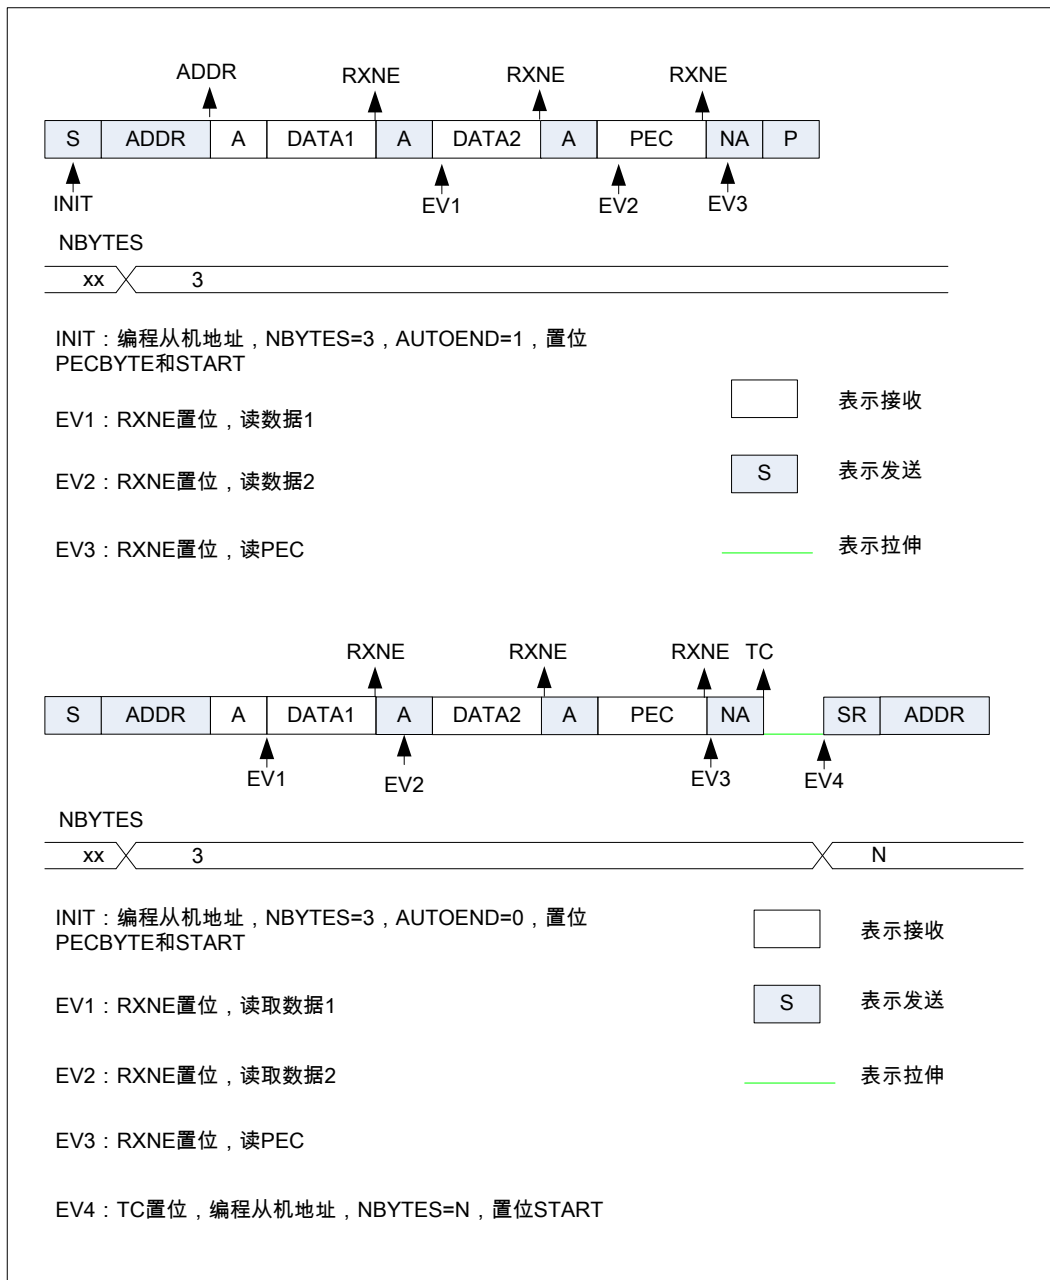 ADDR RXNE RXNE RXNE
S ADDR A DATA1 A DATA2 A PEC NA P
INIT EV1 EV2 EV3
NBYTES
xx 3
INIT：编程从机地址，NBYTES=3，AUTOEND=1，置位
PECBYTE和START
表示接收
EV1：RXNE置位，读数据1
EV2：RXNE置位，读数据2
S 表示发送
EV3：RXNE置位，读PEC
表示拉伸
RXNE RXNE RXNE TC
S ADDR A DATA1 A DATA2 A PEC NA SR ADDR
EV1 EV2 EV3 EV4
NBYTES
xx 3 N
INIT：编程从机地址，NBYTES=3，AUTOEND=0，置位
PECBYTE和START
表示接收
EV1：RXNE置位，读取数据1
S 表示发送
EV2：RXNE置位，读取数据2
表示拉伸
EV3：RXNE置位，读PEC
EV4：TC置位，编程从机地址，NBYTES=N，置位START